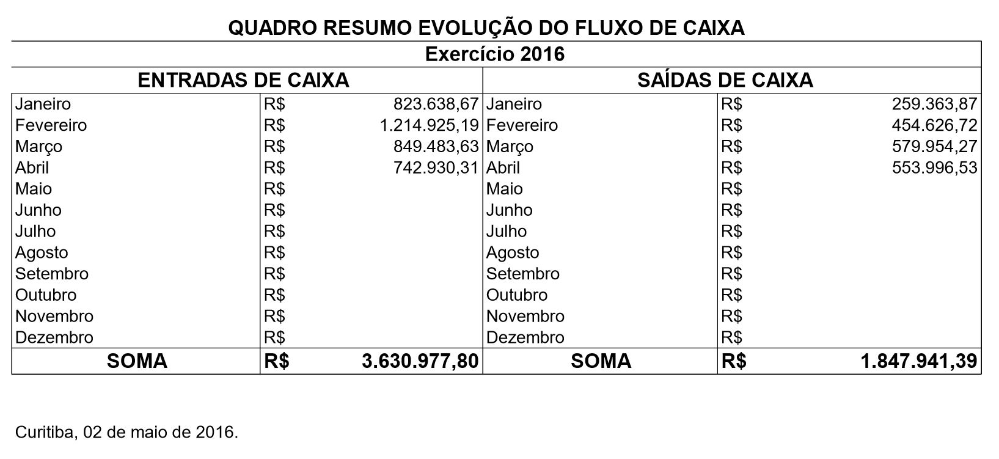 QUADRO RESUMO EVOLUÇÃO DO FLUXO DE CAIXA
Exercício 2016
ENTRADAS DE CAIXA SAÍDAS DE CAIXA
Janeiro R$ 823.638,67 Janeiro R$ 259.363,87
Fevereiro R$ 1.214.925,19 Fevereiro R$ 454.626,72
Março R$ 849.483,63 Março R$ 579.954,27
Abril R$ 742.930,31 Abril R$ 553.996,53
Maio R$ Maio R$
Junho R$ Junho R$
Julho R$ Julho R$
Agosto R$ Agosto R$
Setembro R$ Setembro R$
Outubro R$ Outubro R$
Novembro R$ Novembro R$
Dezembro R$ Dezembro R$
SOMA R$ 3.630.977,80 SOMA R$ 1.847.941,39
Curitiba, 02 de maio de 2016.